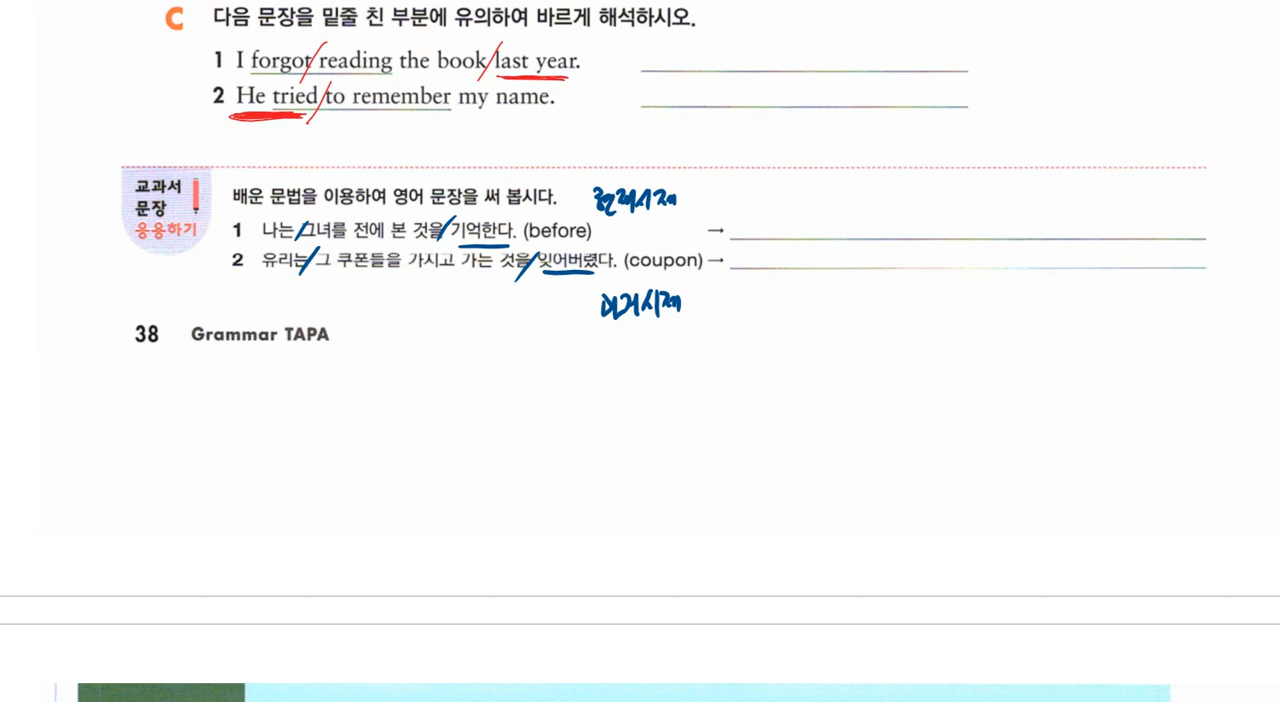 C 다음 문장을 밑줄 친 부분에 유의하여 바르게 해석하시오.
1 I forgot reading the book last year.
2 He tried to remember my name.
교과서
문장
응용하기
배운 문법을 이용하여 영어 문장을 써 봅시다. 현재시제
1 나는 그녀를 전에 본 것을 기억한다. (before) →
2 유리는 그 쿠폰들을 가지고 가는 것을 잊어버렸다. (coupon) →
과거시제
38 Grammar TAPA